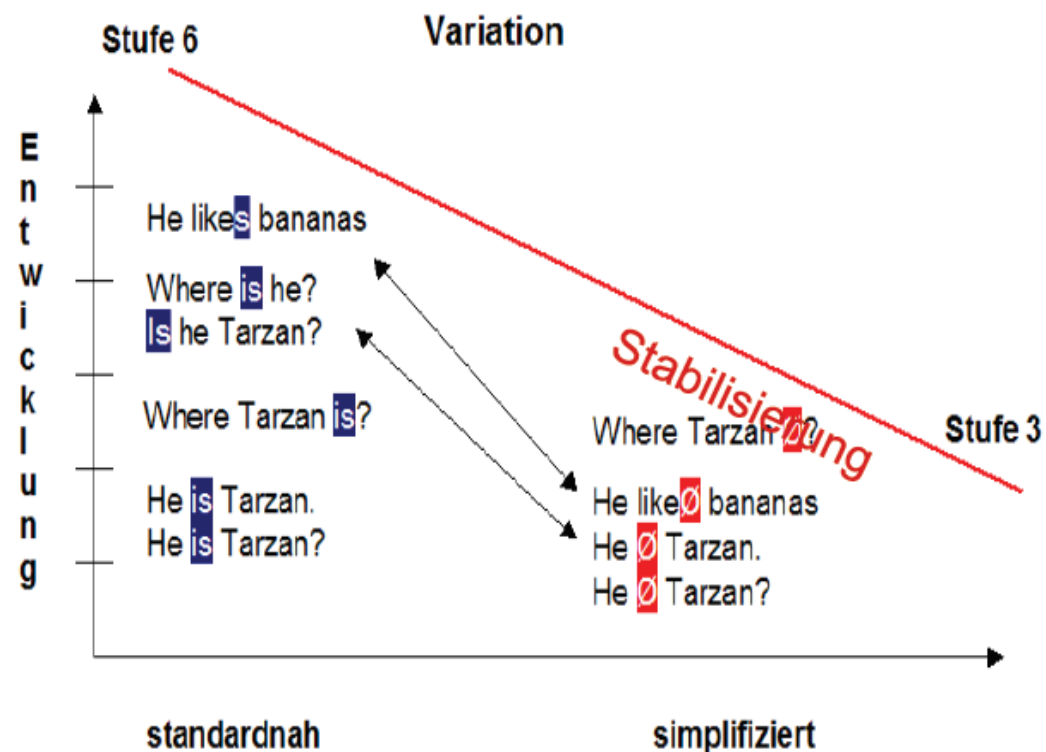 Variation
Stufe 6
Entwicklung
He likes bananas
Where is he?
Is he Tarzan?
Where Tarzan is?
He is Tarzan.
He is Tarzan?
Stabilisierung
Stufe 3
Where Tarzan Ø?
He likeØ bananas
He Ø Tarzan.
He Ø Tarzan?
standardnah
simplifiziert